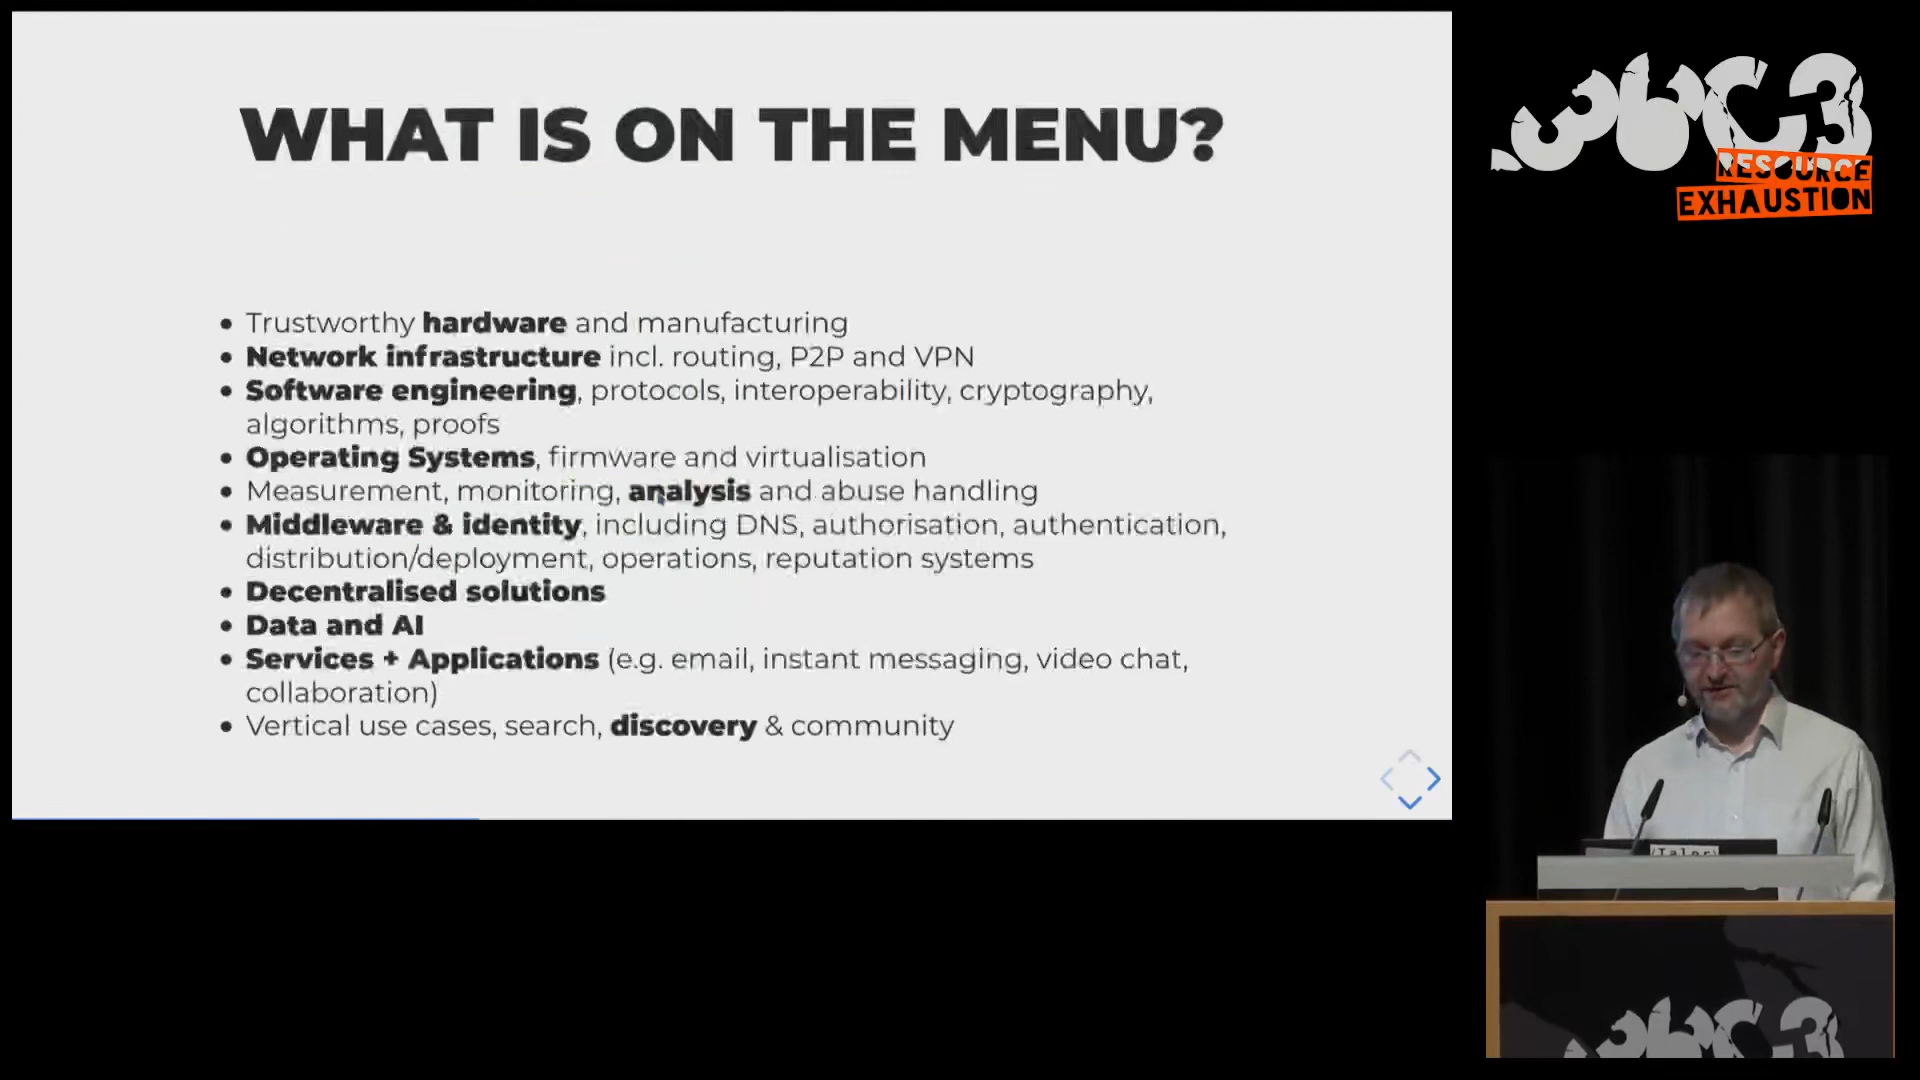 WHAT IS ON THE MENU?
Trustworthy hardware and manufacturing
Network infrastructure incl. routing, P2P and VPN
Software engineering, protocols, interoperability, cryptography,
algorithms, proofs
Operating Systems, firmware and virtualisation
Measurement, monitoring, analysis and abuse handling
Middleware & identity, including DNS, authorisation, authentication,
distribution/deployment, operations, reputation systems
Decentralised solutions
Data and AI
Services + Applications (e.g. email, instant messaging, video chat,
collaboration)
Vertical use cases, search, discovery & community
36C3
RESOURCE
EXHAUSTION
(Taler)
36C3